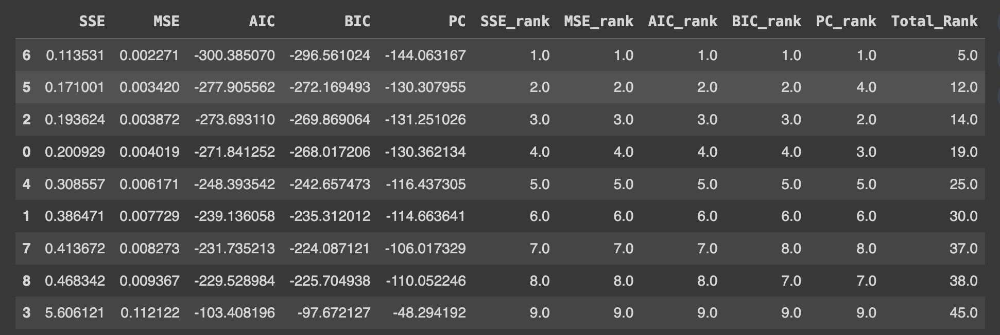 SSE MSE AIC BIC PC SSE_rank MSE_rank AIC_rank BIC_rank PC_rank Total_Rank
6 0.113531 0.002271 -300.385070 -296.561024 -144.063167 1.0 1.0 1.0 1.0 1.0 5.0
5 0.171001 0.003420 -277.905562 -272.169493 -130.307955 2.0 2.0 2.0 2.0 4.0 12.0
2 0.193624 0.003872 -273.693110 -269.869064 -131.251026 3.0 3.0 3.0 3.0 2.0 14.0
0 0.200929 0.004019 -271.841252 -268.017206 -130.362134 4.0 4.0 4.0 4.0 3.0 19.0
4 0.308557 0.006171 -248.393542 -242.657473 -116.437305 5.0 5.0 5.0 5.0 5.0 25.0
1 0.386471 0.007729 -239.136058 -235.312012 -114.663641 6.0 6.0 6.0 6.0 6.0 30.0
7 0.413672 0.008273 -231.735213 -224.087121 -106.017329 7.0 7.0 7.0 8.0 8.0 37.0
8 0.468342 0.009367 -229.528984 -225.704938 -110.052246 8.0 8.0 8.0 7.0 7.0 38.0
3 5.606121 0.112122 -103.408196 -97.672127 -48.294192 9.0 9.0 9.0 9.0 9.0 45.0